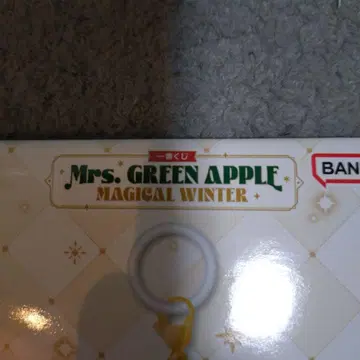 一番くじ
Mrs. GREEN APPLE
MAGICAL WINTER
BAN